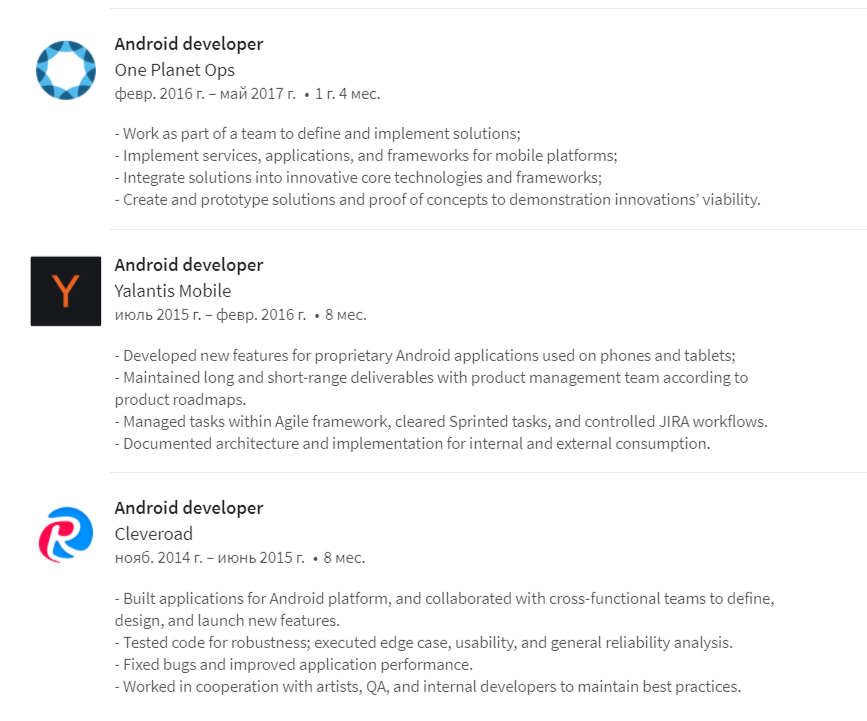 Android developer
One Planet Ops
февр. 2016 г. – май 2017 г. • 1 г. 4 мес.
- Work as part of a team to define and implement solutions;
- Implement services, applications, and frameworks for mobile platforms;
- Integrate solutions into innovative core technologies and frameworks;
- Create and prototype solutions and proof of concepts to demonstration innovations’ viability.
Y
Android developer
Yalantis Mobile
июль 2015 г. – февр. 2016 г. • 8 мес.
- Developed new features for proprietary Android applications used on phones and tablets;
- Maintained long and short-range deliverables with product management team according to
product roadmaps.
- Managed tasks within Agile framework, cleared Sprinted tasks, and controlled JIRA workflows.
- Documented architecture and implementation for internal and external consumption.
Android developer
Cleveroad
нояб. 2014 г. – июнь 2015 г. • 8 мес.
- Built applications for Android platform, and collaborated with cross-functional teams to define,
design, and launch new features.
- Tested code for robustness; executed edge case, usability, and general reliability analysis.
- Fixed bugs and improved application performance.
- Worked in cooperation with artists, QA, and internal developers to maintain best practices.